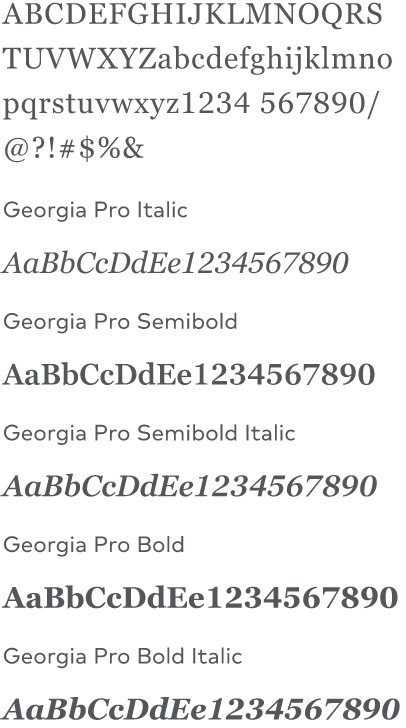 ABCDEFGHIJKLMNOQRS
TUVWXYZabcdefghijklmno
pqrstuvwxyz1234 567890/
@?!#$%&
Georgia Pro Italic
AaBbCcDdEe1234567890
Georgia Pro Semibold
AaBbCcDdEe1234567890
Georgia Pro Semibold Italic
AaBbCcDdEe1234567890
Georgia Pro Bold
AaBbCcDdEe1234567890
Georgia Pro Bold Italic
AaBbCcDdEe1234567890